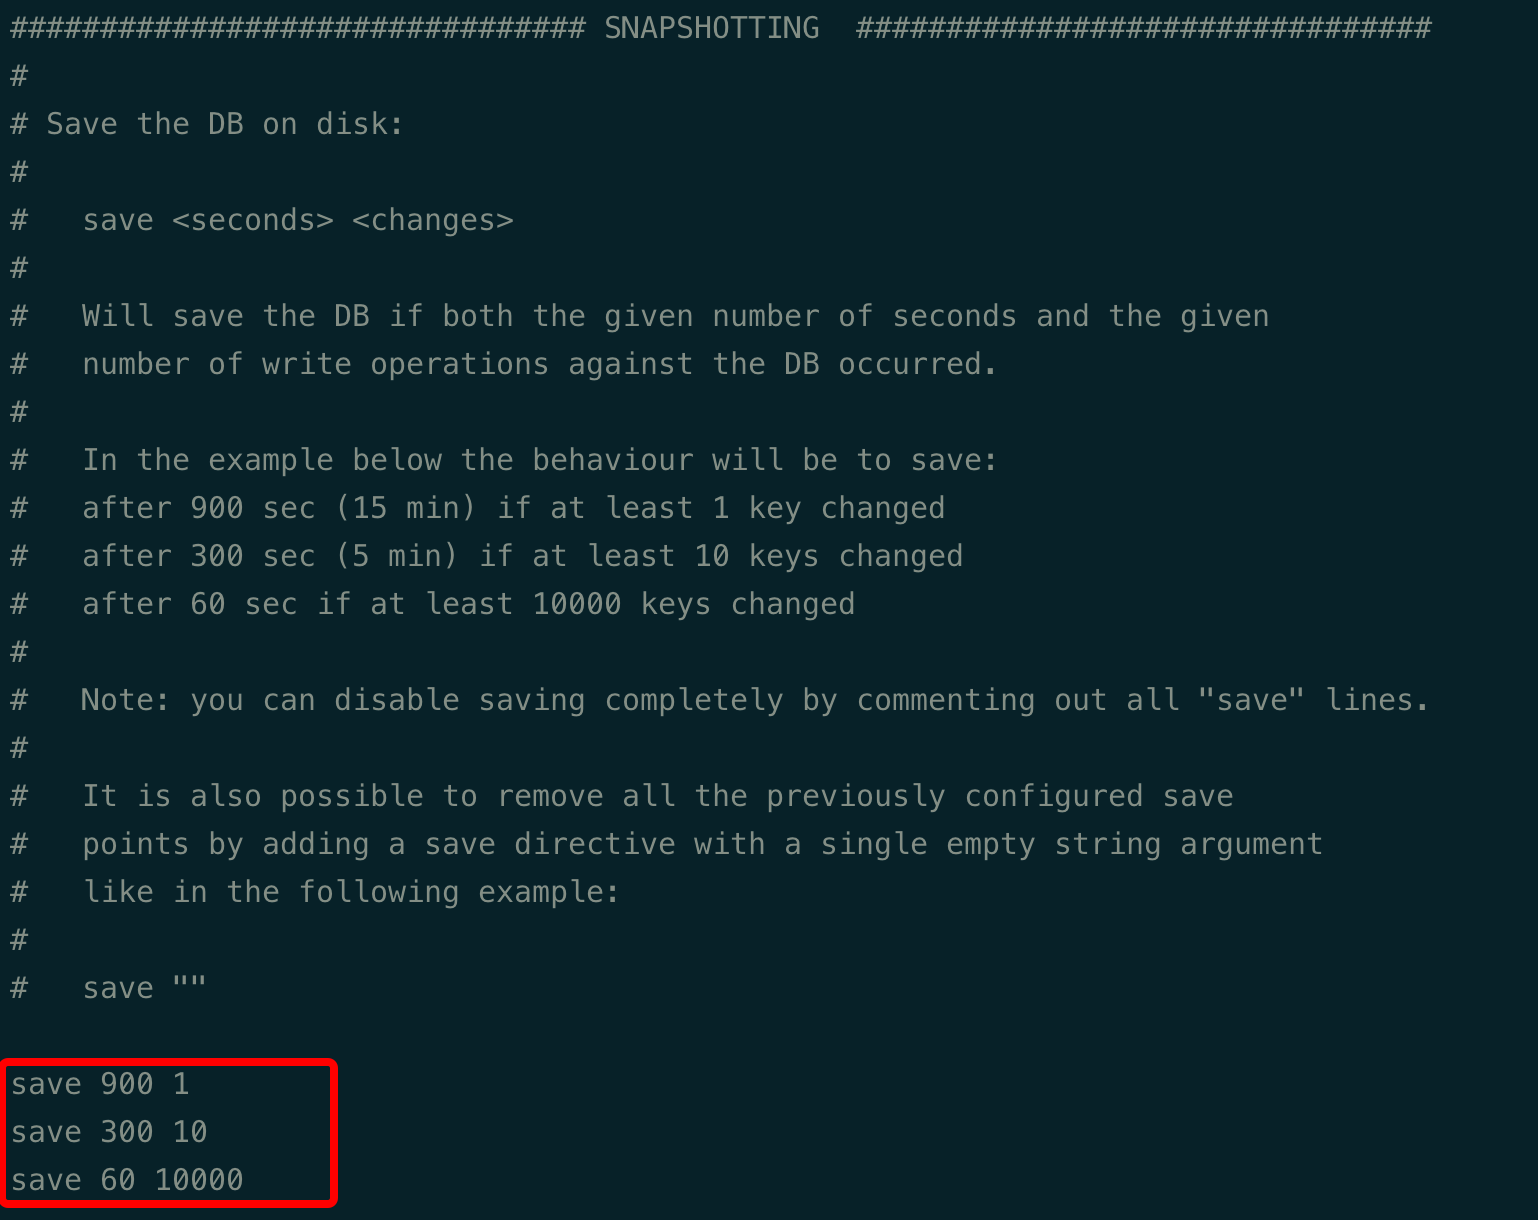 ################################ SNAPSHOTTING  ################################
#
# Save the DB on disk:
#
#   save <seconds> <changes>
#
#   Will save the DB if both the given number of seconds and the given
#   number of write operations against the DB occurred.
#
#   In the example below the behaviour will be to save:
#   after 900 sec (15 min) if at least 1 key changed
#   after 300 sec (5 min) if at least 10 keys changed
#   after 60 sec if at least 10000 keys changed
#
#   Note: you can disable saving completely by commenting out all "save" lines.
#
#   It is also possible to remove all the previously configured save
#   points by adding a save directive with a single empty string argument
#   like in the following example:
#
#   save ""

save 900 1
save 300 10
save 60 10000